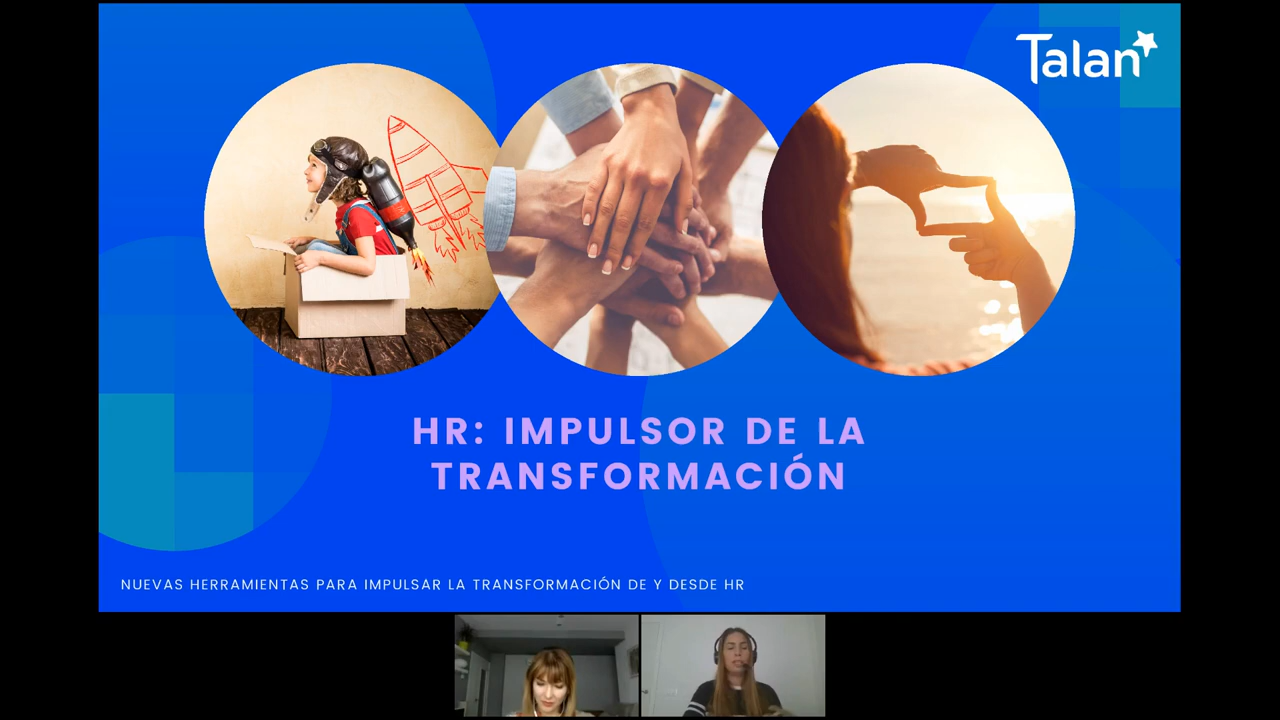 Talan
HR: IMPULSOR DE LA
TRANSFORMACIÓN
NUEVAS HERRAMIENTAS PARA IMPULSAR LA TRANSFORMACIÓN DE Y DESDE HR